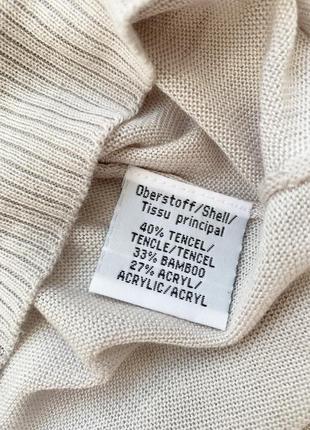 Oberstoff/Shell/
Tissu principal
40% TENCEL/
TENCLE/TENCEL
33% BAMBOO
27% ACRYL/
ACRYLIC/ACRYL